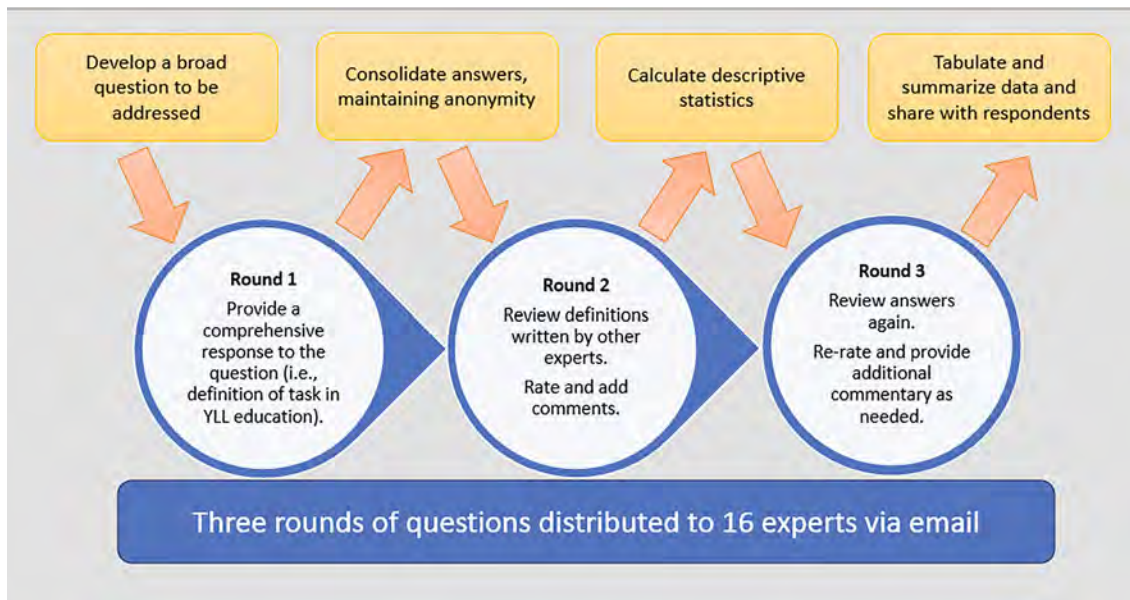 Develop a broad
question to be
addressed
Consolidate answers,
maintaining anonymity
Calculate descriptive
statistics
Tabulate and
summarize data and
share with respondents
Round 1
Provide a
comprehensive
response to the
question (i.e.,
definition of task in
YLL education).
Round 2
Review definitions
written by other
experts.
Rate and add
comments.
Round 3
Review answers
again.
Re-rate and provide
additional
commentary as
needed.
Three rounds of questions distributed to 16 experts via email